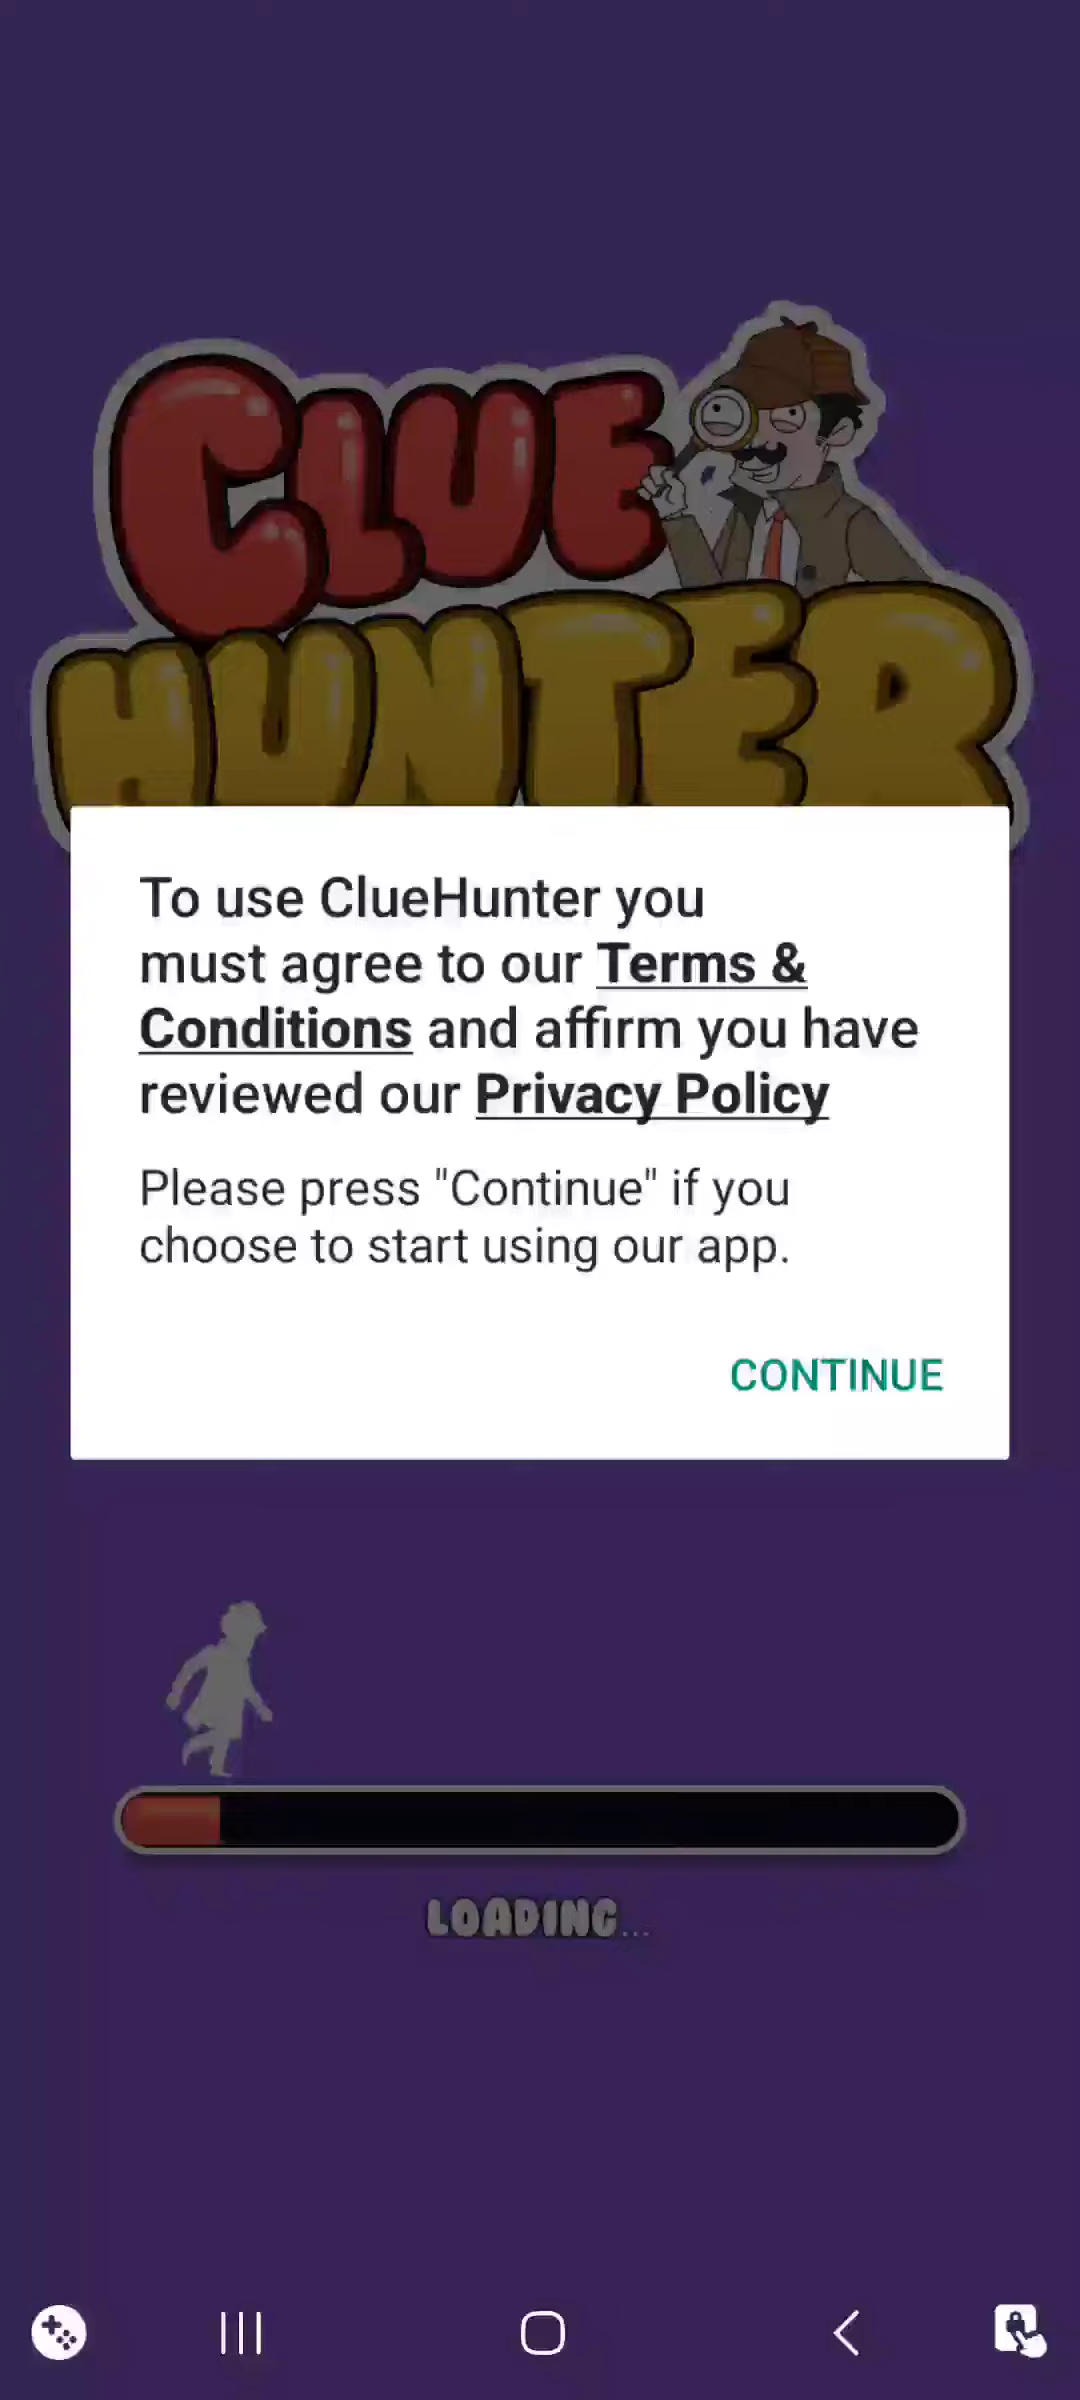 CLUE
HUNTER
To use ClueHunter you
must agree to our Terms &
Conditions and affirm you have
reviewed our Privacy Policy
Please press "Continue" if you
choose to start using our app.
CONTINUE
LOADING...